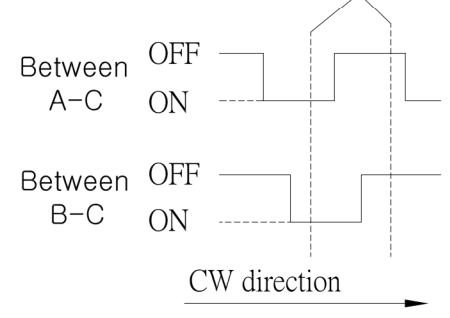 OFF
Between
A-C
ON
OFF
Between
B-C
ON
CW direction